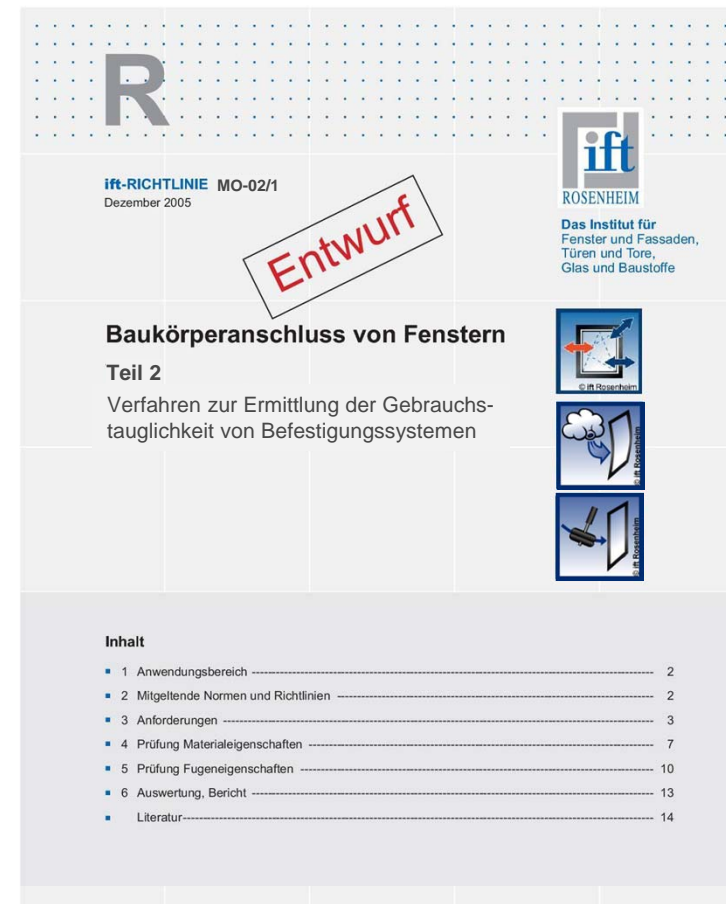 R
ift-RICHTLINIE MO-02/1
Dezember 2005
Entwurf
ift
ROSENHEIM
Das Institut für
Fenster und Fassaden,
Türen und Tore,
Glas und Baustoffe
Baukörperanschluss von Fenstern
Teil 2
Verfahren zur Ermittlung der Gebrauchs-
tauglichkeit von Befestigungssystemen
© ift Rosenheim
© ift Rosenheim
© ift Rosenheim
Inhalt
1 Anwendungsbereich 2
2 Mitgeltende Normen und Richtlinien 2
3 Anforderungen 3
4 Prüfung Materialeigenschaften 7
5 Prüfung Fugeneigenschaften 10
6 Auswertung, Bericht 13
Literatur 14